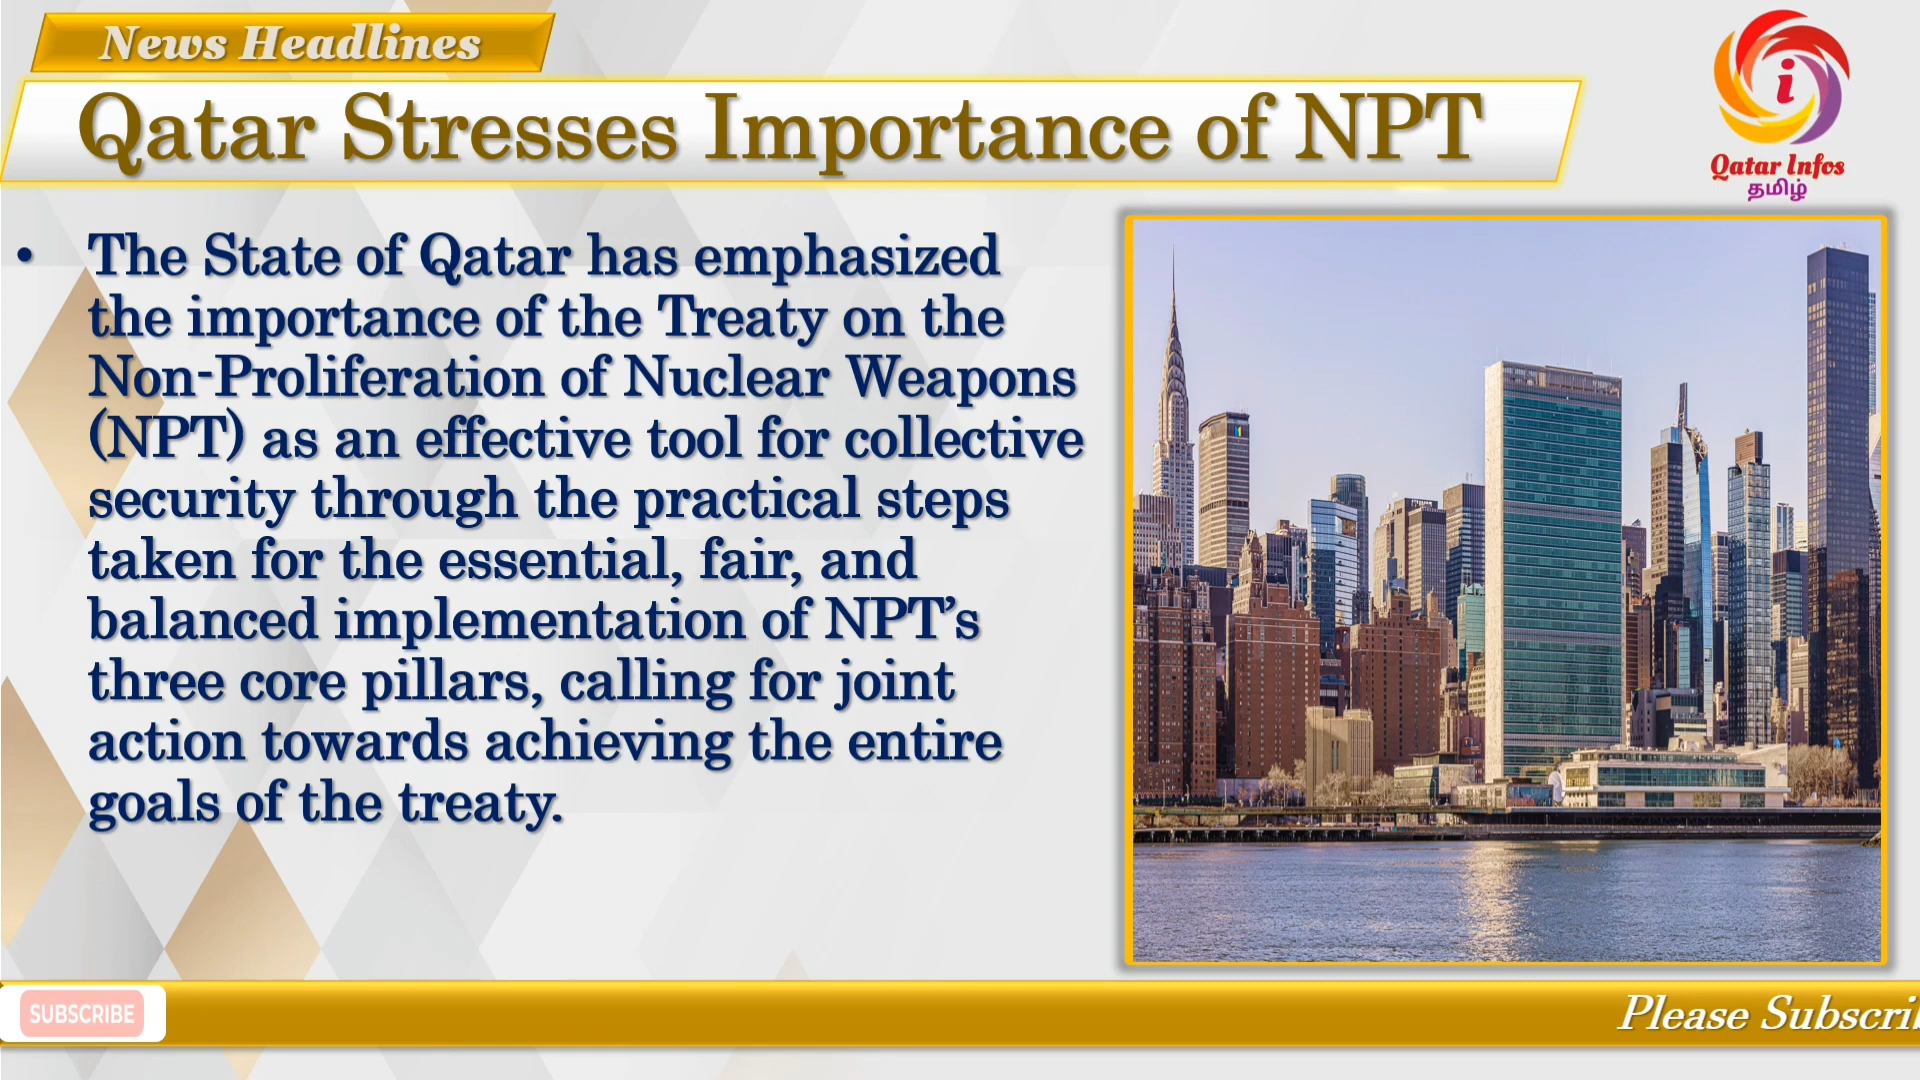 News Headlines
Qatar Stresses Importance of NPT
i
Qatar Infos
தமிழ்
• The State of Qatar has emphasized
the importance of the Treaty on the
Non-Proliferation of Nuclear Weapons
(NPT) as an effective tool for collective
security through the practical steps
taken for the essential, fair, and
balanced implementation of NPT’s
three core pillars, calling for joint
action towards achieving the entire
goals of the treaty.
SUBSCRIBE
Please Subscri